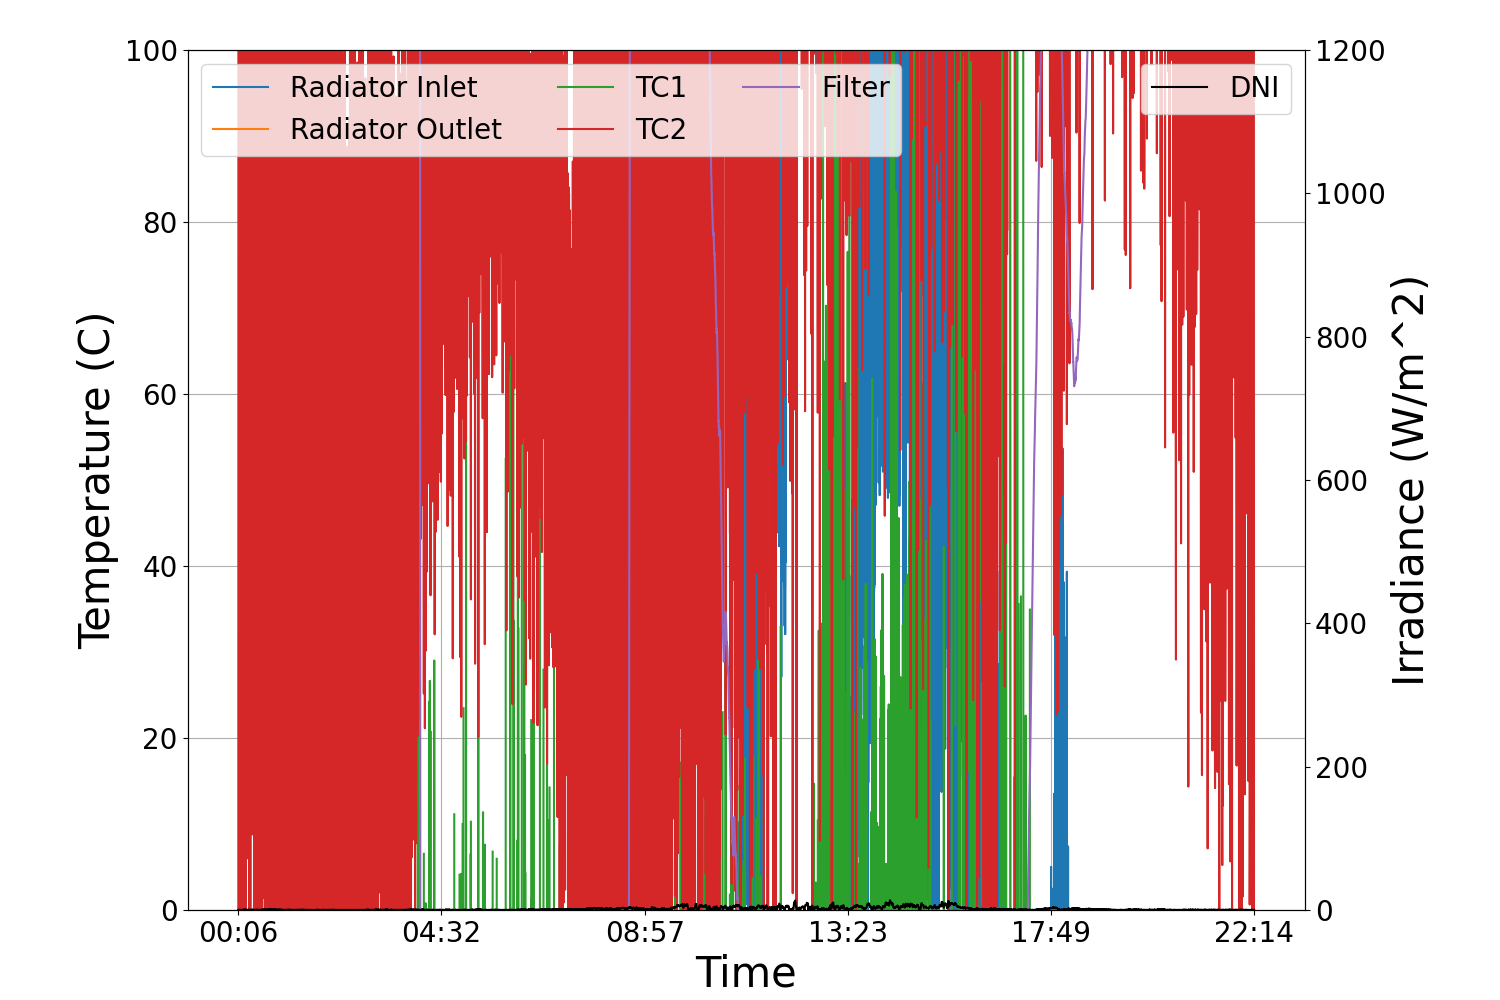 100
80
60
40
20
0
Temperature (C)
Radiator Inlet
Radiator Outlet
TC1
TC2
Filter
DNI
1200
1000
800
600
400
200
0
Irradiance (W/m^2)
00:06
04:32
08:57
13:23
17:49
22:14
Time